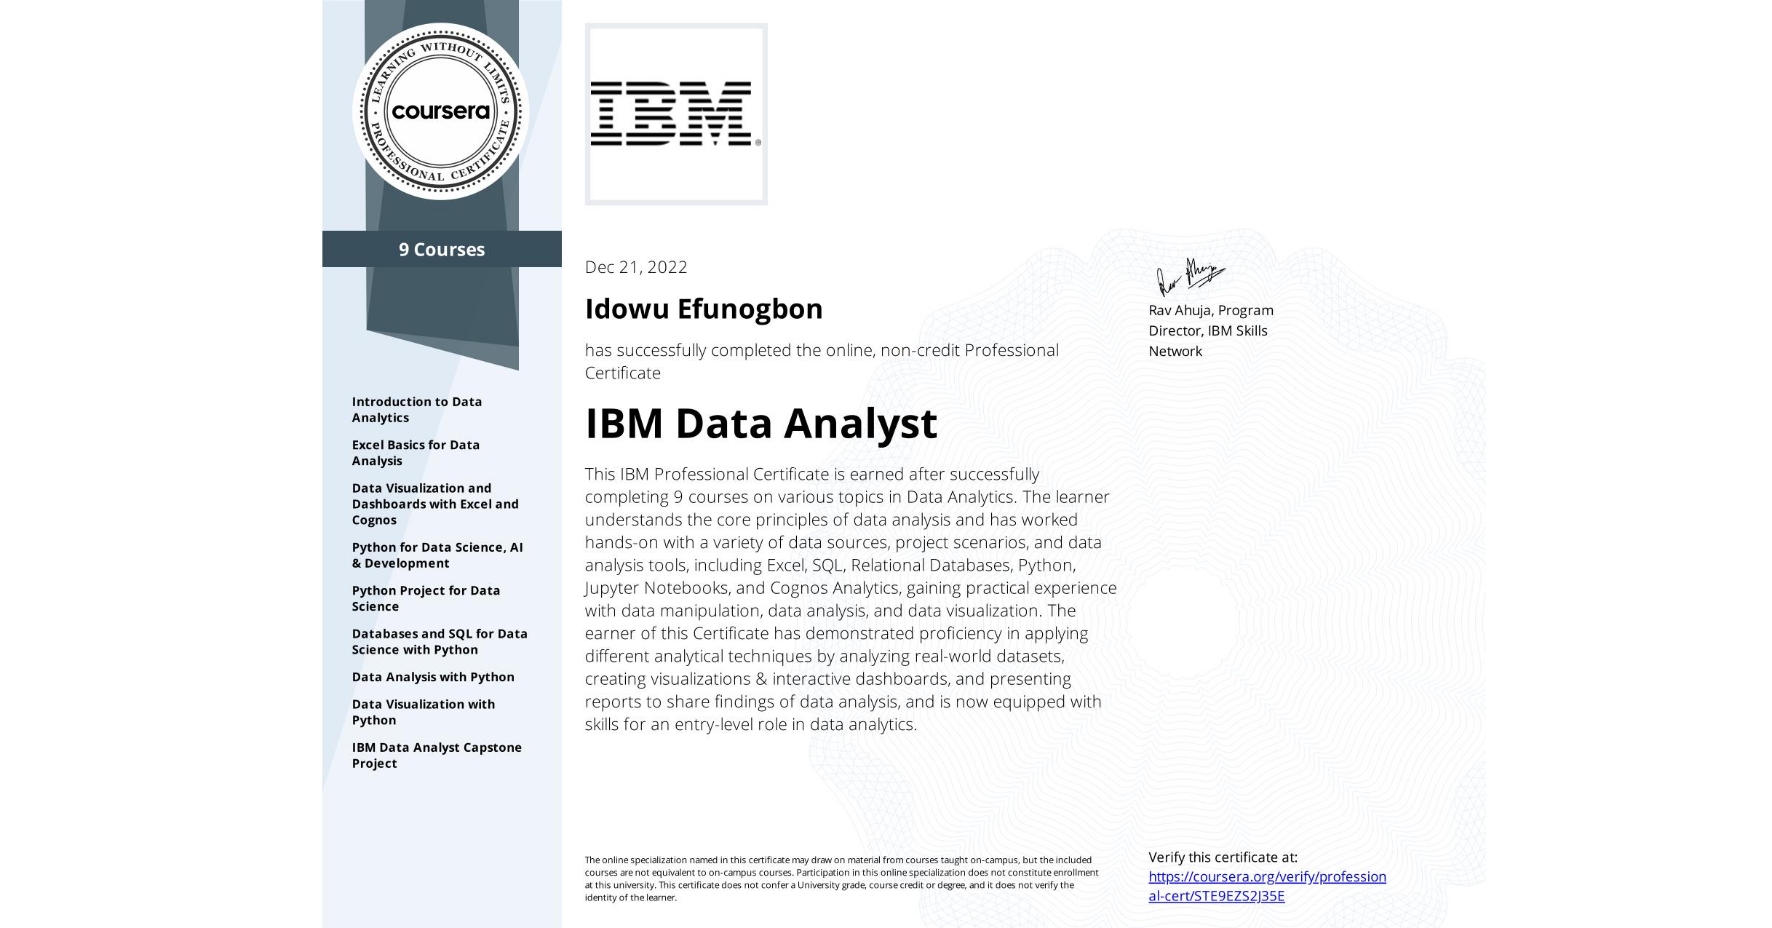 LEARNING WITHOUT LIMITS
coursera
PROFESSIONAL CERTIFICATE
9 Courses
Introduction to Data
Analytics
Excel Basics for Data
Analysis
Data Visualization and
Dashboards with Excel and
Cognos
Python for Data Science, AI
& Development
Python Project for Data
Science
Databases and SQL for Data
Science with Python
Data Analysis with Python
Data Visualization with
Python
IBM Data Analyst Capstone
Project
IBM®
Dec 21, 2022
Idowu Efunogbon
has successfully completed the online, non-credit Professional
Certificate
IBM Data Analyst
This IBM Professional Certificate is earned after successfully
completing 9 courses on various topics in Data Analytics. The learner
understands the core principles of data analysis and has worked
hands-on with a variety of data sources, project scenarios, and data
analysis tools, including Excel, SQL, Relational Databases, Python,
Jupyter Notebooks, and Cognos Analytics, gaining practical experience
with data manipulation, data analysis, and data visualization. The
earner of this Certificate has demonstrated proficiency in applying
different analytical techniques by analyzing real-world datasets,
creating visualizations & interactive dashboards, and presenting
reports to share findings of data analysis, and is now equipped with
skills for an entry-level role in data analytics.
Rav Ahuja
Rav Ahuja, Program
Director, IBM Skills
Network
The online specialization named in this certificate may draw on material from courses taught on-campus, but the included
courses are not equivalent to on-campus courses. Participation in this online specialization does not constitute enrollment
at this university. This certificate does not confer a University grade, course credit or degree, and it does not verify the
identity of the learner.
Verify this certificate at:
https://coursera.org/verify/profession
al-cert/STE9EZS2J35E